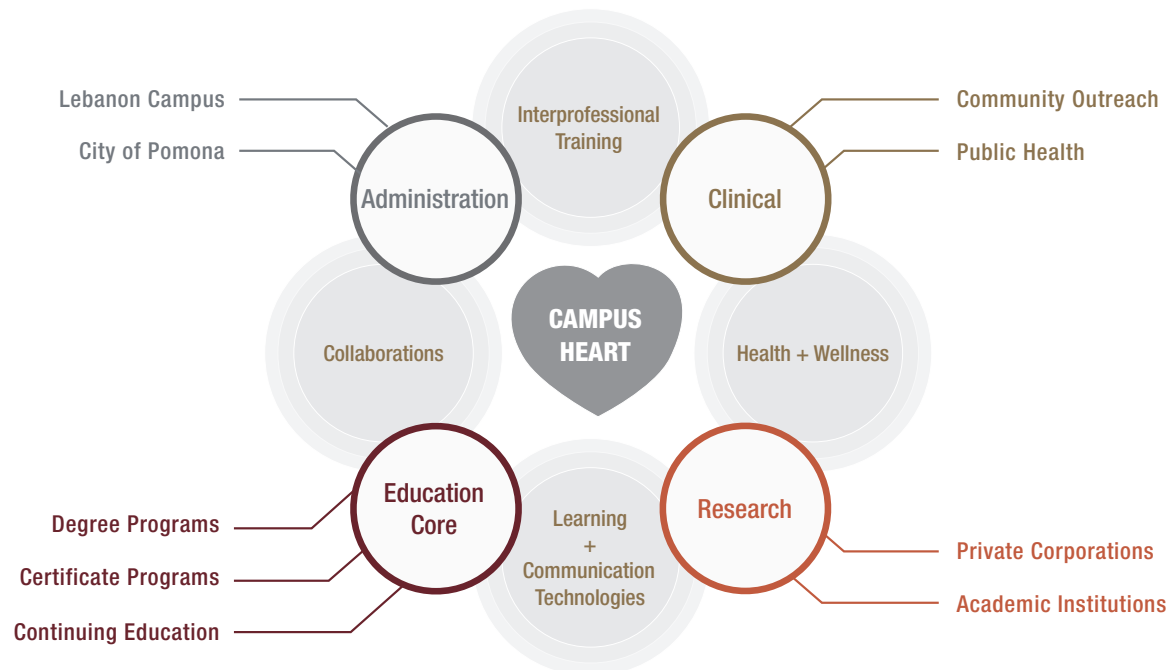 Lebanon Campus
City of Pomona
Administration
Interprofessional
Training
Clinical
Community Outreach
Public Health
Collaborations
CAMPUS
HEART
Health + Wellness
Education
Core
Degree Programs
Certificate Programs
Continuing Education
Learning
+
Communication
Technologies
Research
Private Corporations
Academic Institutions